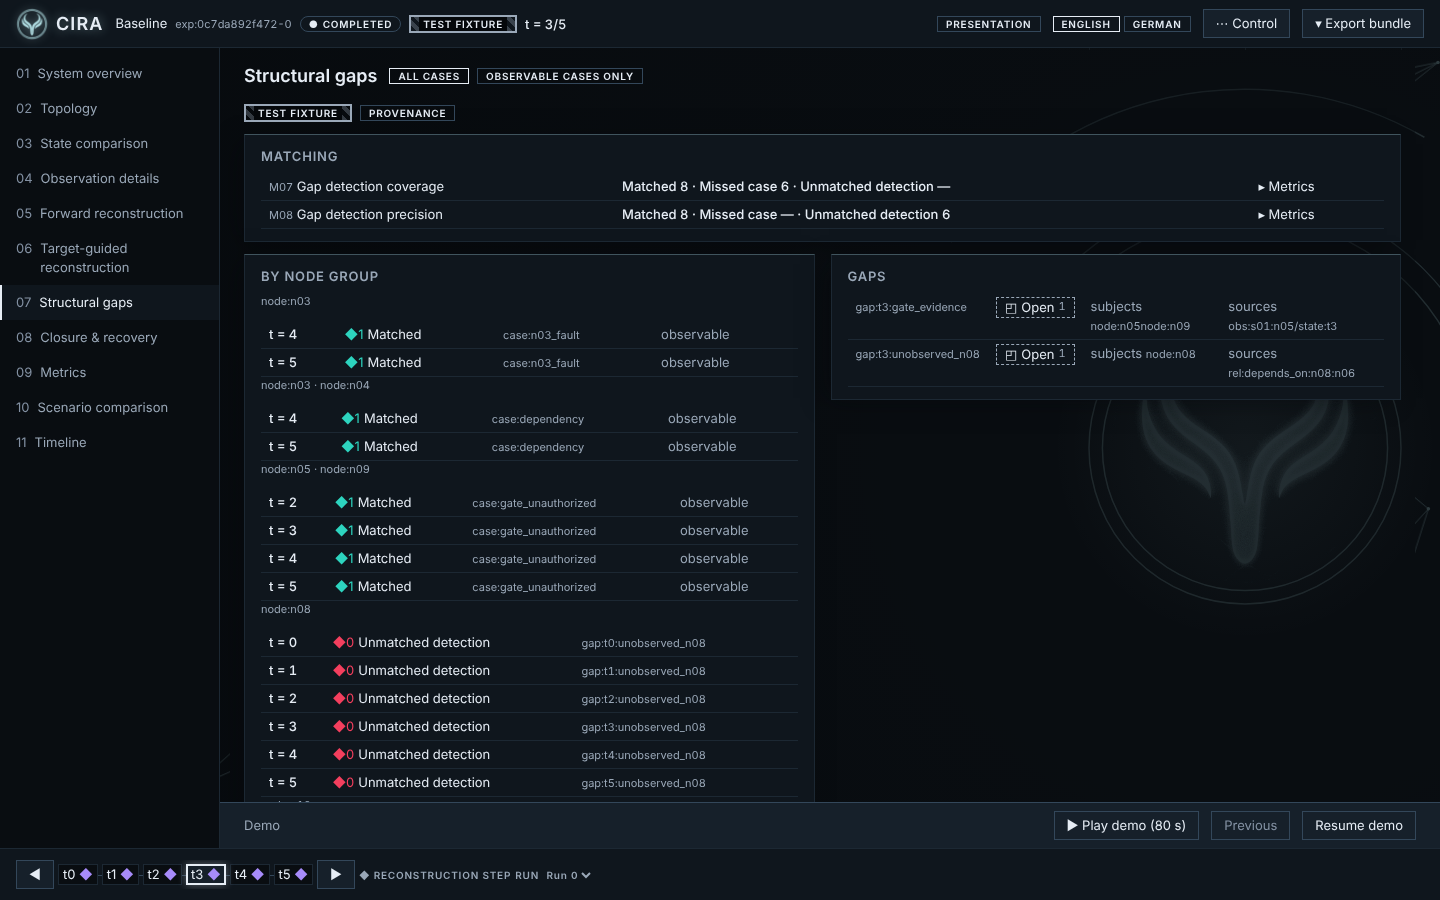 CIRA Baseline exp:0c7da892f472-0 COMPLETED TEST FIXTURE t = 3/5 PRESENTATION ENGLISH GERMAN ··· Control ▾ Export bundle
01 System overview
02 Topology
03 State comparison
04 Observation details
05 Forward reconstruction
06 Target-guided
reconstruction
07 Structural gaps
08 Closure & recovery
09 Metrics
10 Scenario comparison
11 Timeline
Structural gaps ALL CASES OBSERVABLE CASES ONLY
TEST FIXTURE PROVENANCE
MATCHING
M07 Gap detection coverage Matched 8 · Missed case 6 · Unmatched detection — ▸ Metrics
M08 Gap detection precision Matched 8 · Missed case — · Unmatched detection 6 ▸ Metrics
BY NODE GROUP
node:n03
t = 4 ◆1 Matched case:n03_fault observable
t = 5 ◆1 Matched case:n03_fault observable
node:n03 · node:n04
t = 4 ◆1 Matched case:dependency observable
t = 5 ◆1 Matched case:dependency observable
node:n05 · node:n09
t = 2 ◆1 Matched case:gate_unauthorized observable
t = 3 ◆1 Matched case:gate_unauthorized observable
t = 4 ◆1 Matched case:gate_unauthorized observable
t = 5 ◆1 Matched case:gate_unauthorized observable
node:n08
t = 0 ◆0 Unmatched detection gap:t0:unobserved_n08
t = 1 ◆0 Unmatched detection gap:t1:unobserved_n08
t = 2 ◆0 Unmatched detection gap:t2:unobserved_n08
t = 3 ◆0 Unmatched detection gap:t3:unobserved_n08
t = 4 ◆0 Unmatched detection gap:t4:unobserved_n08
t = 5 ◆0 Unmatched detection gap:t5:unobserved_n08
GAPS
gap:t3:gate_evidence ◰ Open 1 subjects sources
node:n05node:n09 obs:s01:n05/state:t3
gap:t3:unobserved_n08 ◰ Open 1 subjects node:n08 sources
rel:depends_on:n08:n06
Demo ▶ Play demo (80 s) Previous Resume demo
◀ t0 ◆ t1 ◆ t2 ◆ t3 ◆ t4 ◆ t5 ◆ ▶ ◆ RECONSTRUCTION STEP RUN Run 0